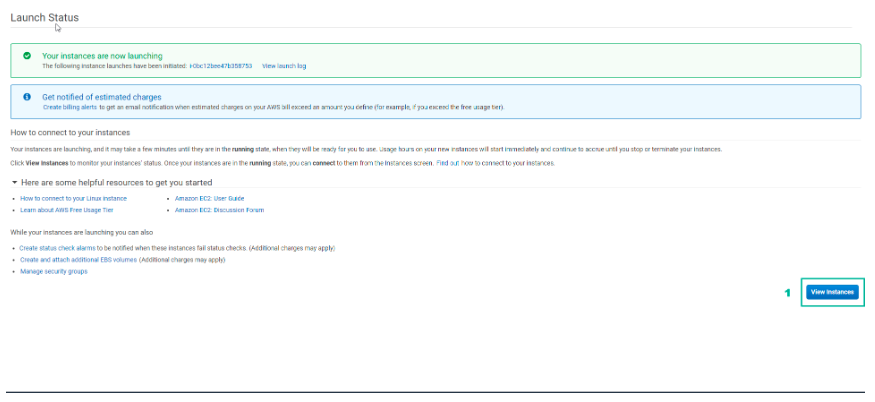 Launch Status
Your instances are now launching
The following instance launches have been initiated: View launch log
Get notified of estimated charges
Create billing alerts to get an email notification when estimated charges on your AWS bill exceed an amount you define (for example, if you exceed the free usage tier).
How to connect to your instances
Your instances are launching, and it may take a few minutes until they are in the running state, when they will be ready for you to use. Usage hours on your new instances will start immediately and continue to accrue until you stop or terminate your instances.
Click View Instances to monitor your instances' status. Once your instances are in the running state, you can connect to them from the Instances screen. Find out how to connect to your instances.
Here are some helpful resources to get you started
• How to connect to your Linux instance • Amazon EC2: User Guide
• Learn about AWS Free Usage Tier • Amazon EC2: Discussion Forum
While your instances are launching you can also
• Create status check alarms to be notified when these instances fail status checks. (Additional charges may apply)
• Create and attach additional EBS volumes (Additional charges may apply)
• Manage security groups
1 View Instances